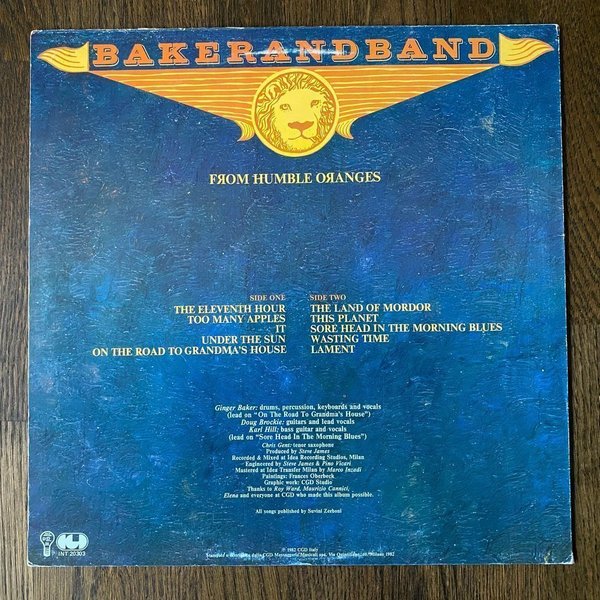 BAKERANDBAND
FROM HUMBLE ORANGES
SIDE ONE
THE ELEVENTH HOUR
TOO MANY APPLES
IT
UNDER THE SUN
ON THE ROAD TO GRANDMA'S HOUSE
SIDE TWO
THE LAND OF MORDOR
THIS PLANET
SORE HEAD IN THE MORNING BLUES
WASTING TIME
LAMENT
Ginger Baker: drums, percussion, keyboards and vocals
(lead on "On The Road To Grandma's House")
Doug Brockie: guitars and lead vocals
Karl Hill: bass guitar and vocals
(lead on "Sore Head In The Morning Blues")
Chris Gent: tenor saxophone
Produced by Steve James
Recorded & Mixed at Idea Recording Studios, Milan
Engineered by Steve James & Pino Vicari
Mastered at Idea Transfer Milan by Marco Inzadi
Paintings: Frances Oberbeck
Graphic work: CGD Studio
Thanks to Roy Ward, Maurizio Cannici,
Elena and everyone at CGD who made this album possible.
All songs published by Suvini Zerboni
INT 20303
℗ 1982 CGD Italy
CGD Messaggerie Musicali Via Milano 1982